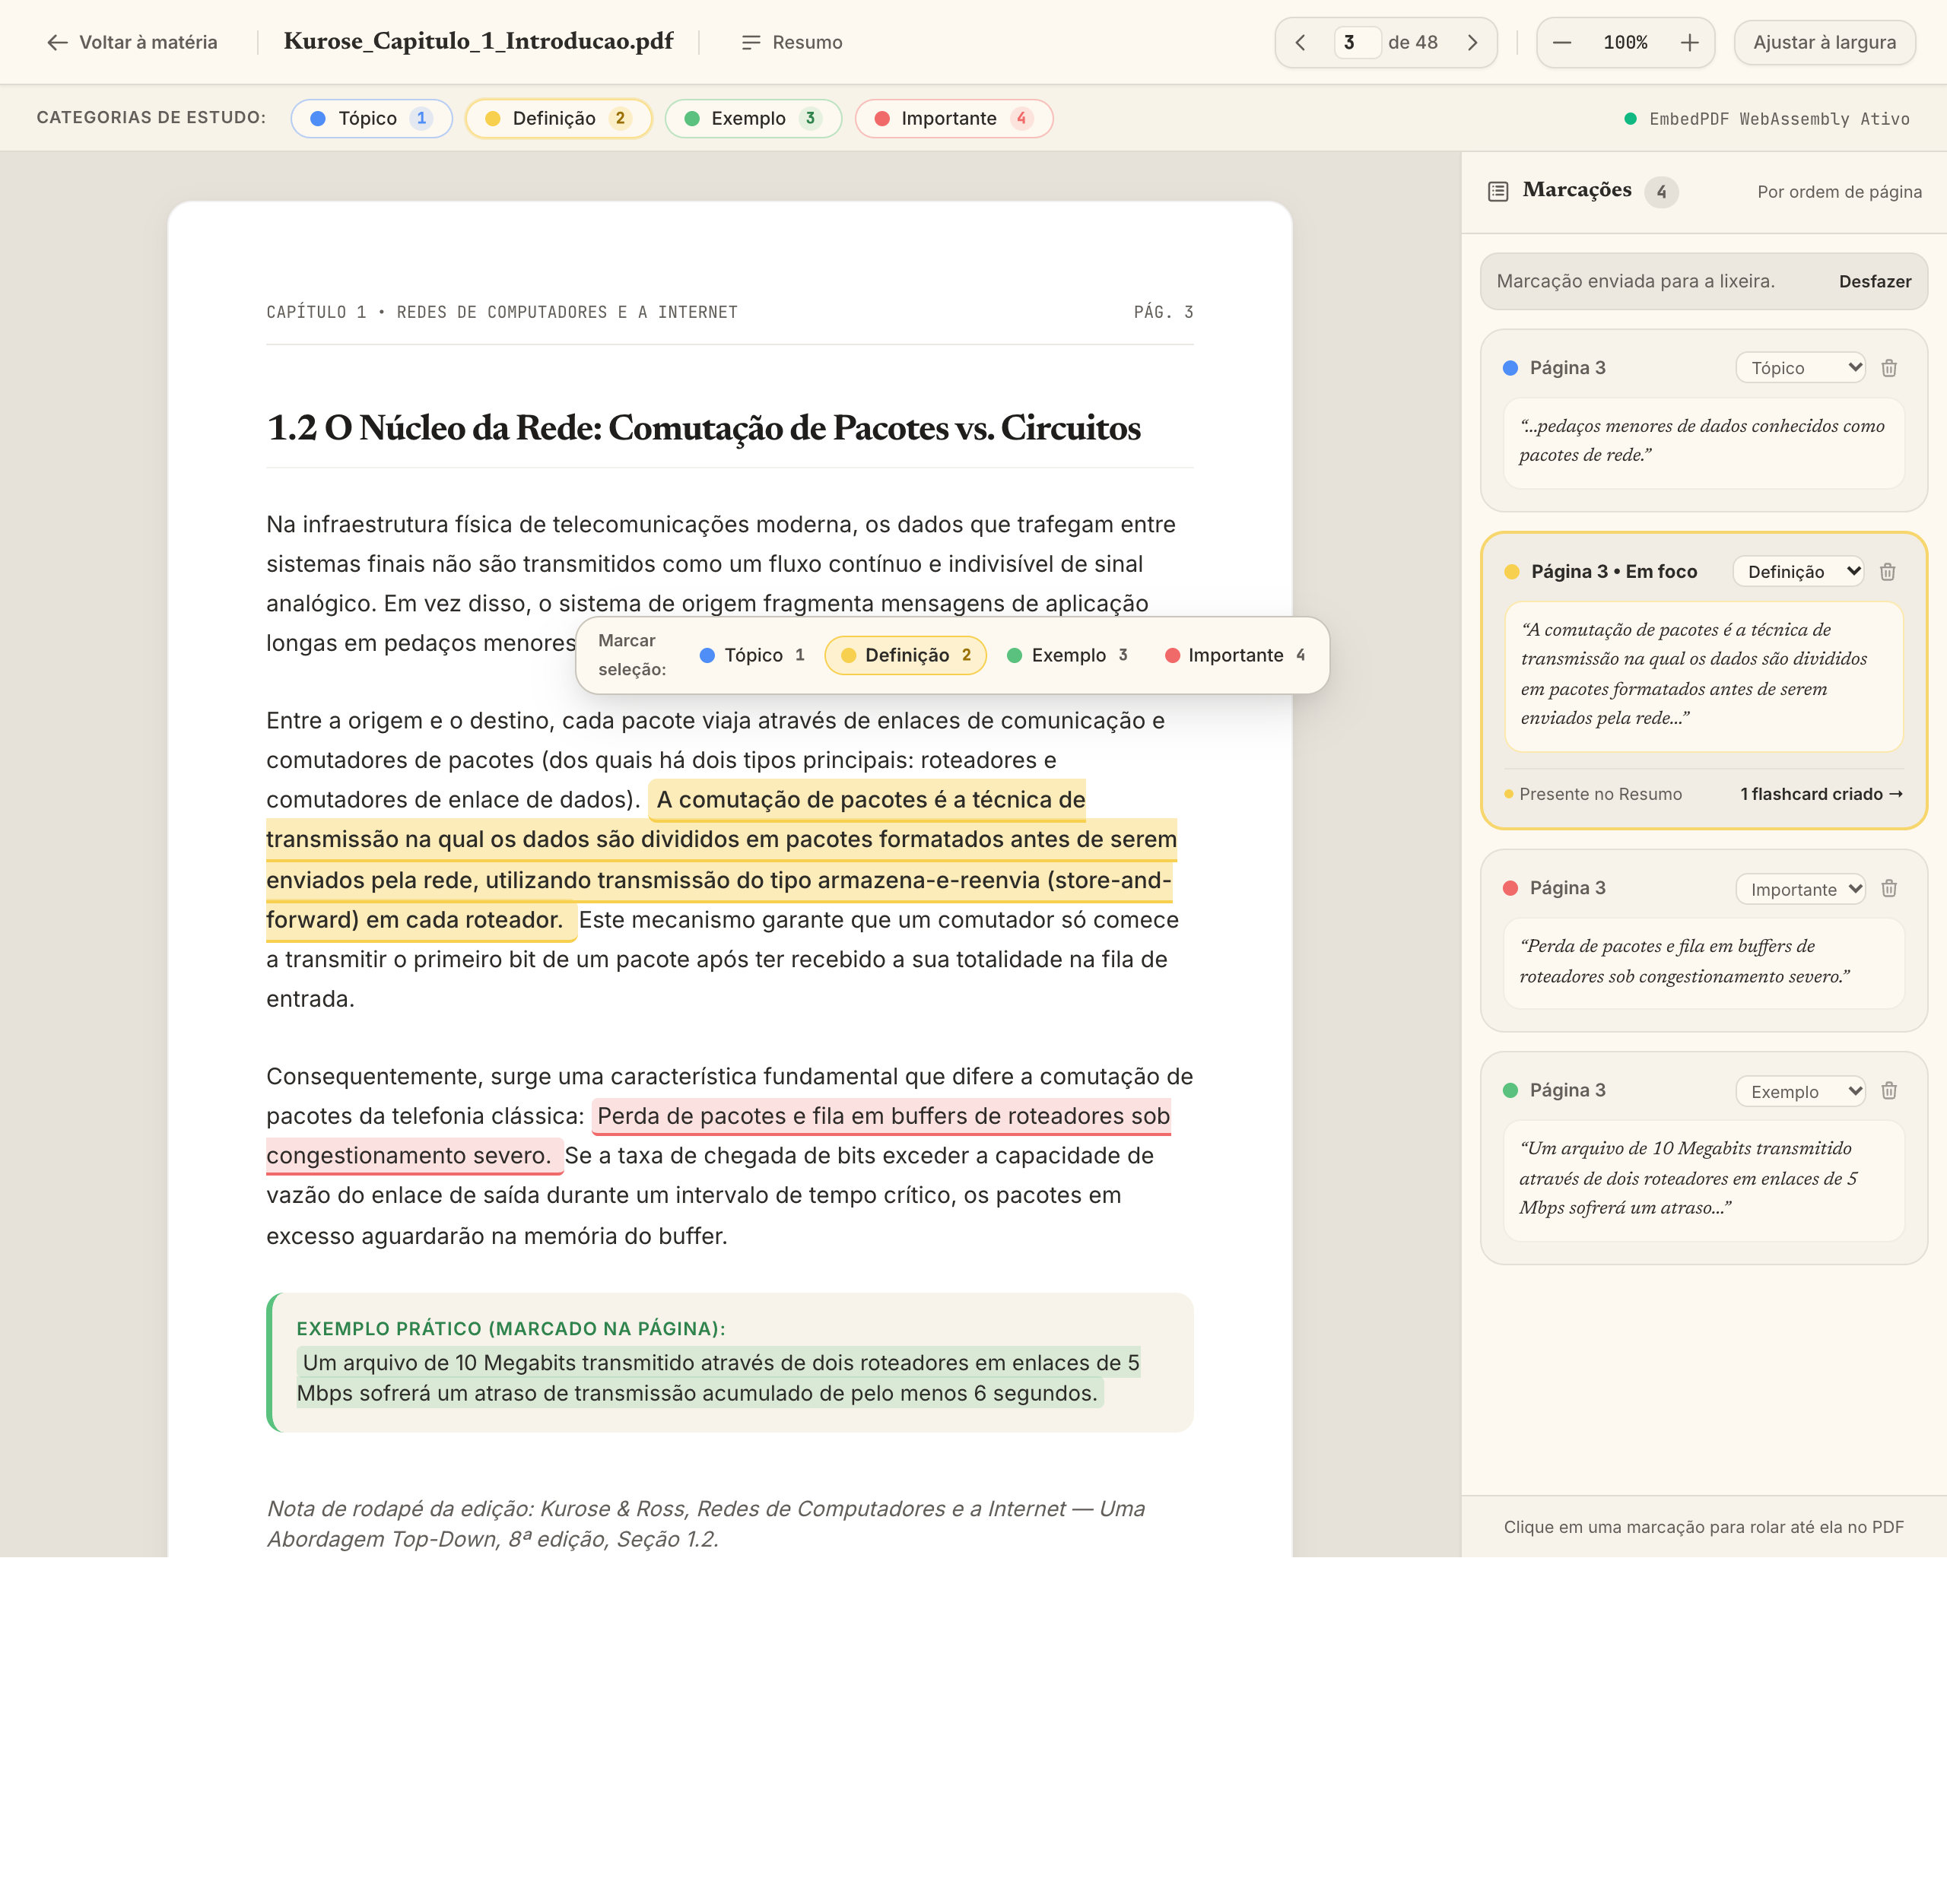 Voltar à matéria
Kurose_Capitulo_1_Introducao.pdf
Resumo
3 de 48
100%
Ajustar à largura
CATEGORIAS DE ESTUDO:
Tópico 1
Definição 2
Exemplo 3
Importante 4
EmbedPDF WebAssembly Ativo
CAPÍTULO 1 • REDES DE COMPUTADORES E A INTERNET
PÁG. 3
1.2 O Núcleo da Rede: Comutação de Pacotes vs. Circuitos
Na infraestrutura física de telecomunicações moderna, os dados que trafegam entre
sistemas finais não são transmitidos como um fluxo contínuo e indivisível de sinal
analógico. Em vez disso, o sistema de origem fragmenta mensagens de aplicação
longas em pedaços menores
Marcar
seleção:
Tópico 1
Definição 2
Exemplo 3
Importante 4
Entre a origem e o destino, cada pacote viaja através de enlaces de comunicação e
comutadores de pacotes (dos quais há dois tipos principais: roteadores e
comutadores de enlace de dados). A comutação de pacotes é a técnica de
transmissão na qual os dados são divididos em pacotes formatados antes de serem
enviados pela rede, utilizando transmissão do tipo armazena-e-reenvia (store-and-
forward) em cada roteador. Este mecanismo garante que um comutador só comece
a transmitir o primeiro bit de um pacote após ter recebido a sua totalidade na fila de
entrada.
Consequentemente, surge uma característica fundamental que difere a comutação de
pacotes da telefonia clássica: Perda de pacotes e fila em buffers de roteadores sob
congestionamento severo. Se a taxa de chegada de bits exceder a capacidade de
vazão do enlace de saída durante um intervalo de tempo crítico, os pacotes em
excesso aguardarão na memória do buffer.
EXEMPLO PRÁTICO (MARCADO NA PÁGINA):
Um arquivo de 10 Megabits transmitido através de dois roteadores em enlaces de 5
Mbps sofrerá um atraso de transmissão acumulado de pelo menos 6 segundos.
Nota de rodapé da edição: Kurose & Ross, Redes de Computadores e a Internet — Uma
Abordagem Top-Down, 8ª edição, Seção 1.2.
Marcações 4
Por ordem de página
Marcação enviada para a lixeira.
Desfazer
Página 3
Tópico
“...pedaços menores de dados conhecidos como
pacotes de rede.”
Página 3 • Em foco
Definição
“A comutação de pacotes é a técnica de
transmissão na qual os dados são divididos
em pacotes formatados antes de serem
enviados pela rede...”
Presente no Resumo
1 flashcard criado →
Página 3
Importante
“Perda de pacotes e fila em buffers de
roteadores sob congestionamento severo.”
Página 3
Exemplo
“Um arquivo de 10 Megabits transmitido
através de dois roteadores em enlaces de 5
Mbps sofrerá um atraso...”
Clique em uma marcação para rolar até ela no PDF